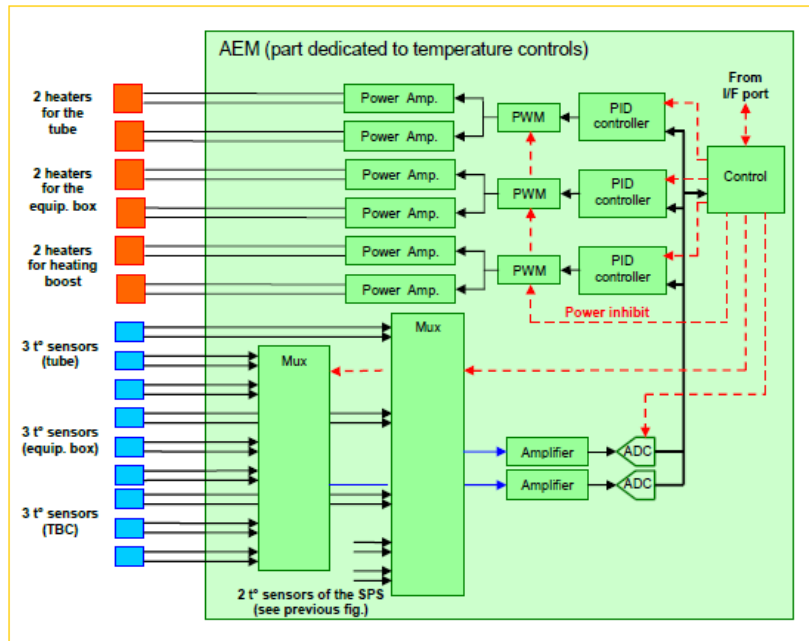 AEM (part dedicated to temperature controls)
From
I/F port
2 heaters
for the
tube
Power Amp.
Power Amp.
PWM
PID
controller
Control
2 heaters
for the
equip. box
Power Amp.
Power Amp.
PWM
PID
controller
2 heaters
for heating
boost
Power Amp.
Power Amp.
PWM
PID
controller
Power inhibit
3 t° sensors
(tube)
Mux
Mux
3 t° sensors
(equip. box)
Amplifier
ADC
Amplifier
ADC
3 t° sensors
(TBC)
2 t° sensors of the SPS
(see previous fig.)